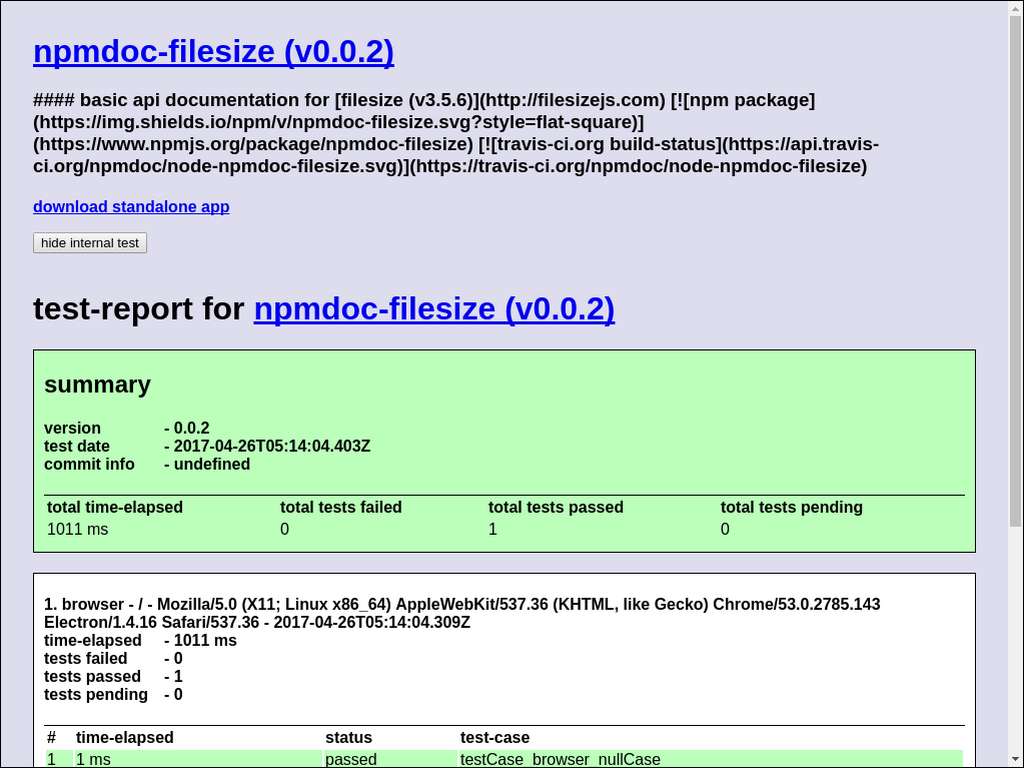 npmdoc-filesize (v0.0.2)
#### basic api documentation for [filesize (v3.5.6)](http://filesizejs.com) [![npm package]
(https://img.shields.io/npm/v/npmdoc-filesize.svg?style=flat-square)]
(https://www.npmjs.org/package/npmdoc-filesize) [![travis-ci.org build-status](https://api.travis-
ci.org/npmdoc/node-npmdoc-filesize.svg)](https://travis-ci.org/npmdoc/node-npmdoc-filesize)
download standalone app
hide internal test
test-report for npmdoc-filesize (v0.0.2)
summary
version - 0.0.2
test date - 2017-04-26T05:14:04.403Z
commit info - undefined
total time-elapsed total tests failed total tests passed total tests pending
1011 ms 0 1 0
1. browser - / - Mozilla/5.0 (X11; Linux x86_64) AppleWebKit/537.36 (KHTML, like Gecko) Chrome/53.0.2785.143
Electron/1.4.16 Safari/537.36 - 2017-04-26T05:14:04.309Z
time-elapsed - 1011 ms
tests failed - 0
tests passed - 1
tests pending - 0
# time-elapsed status test-case
1 1 ms passed testCase_browser_nullCase